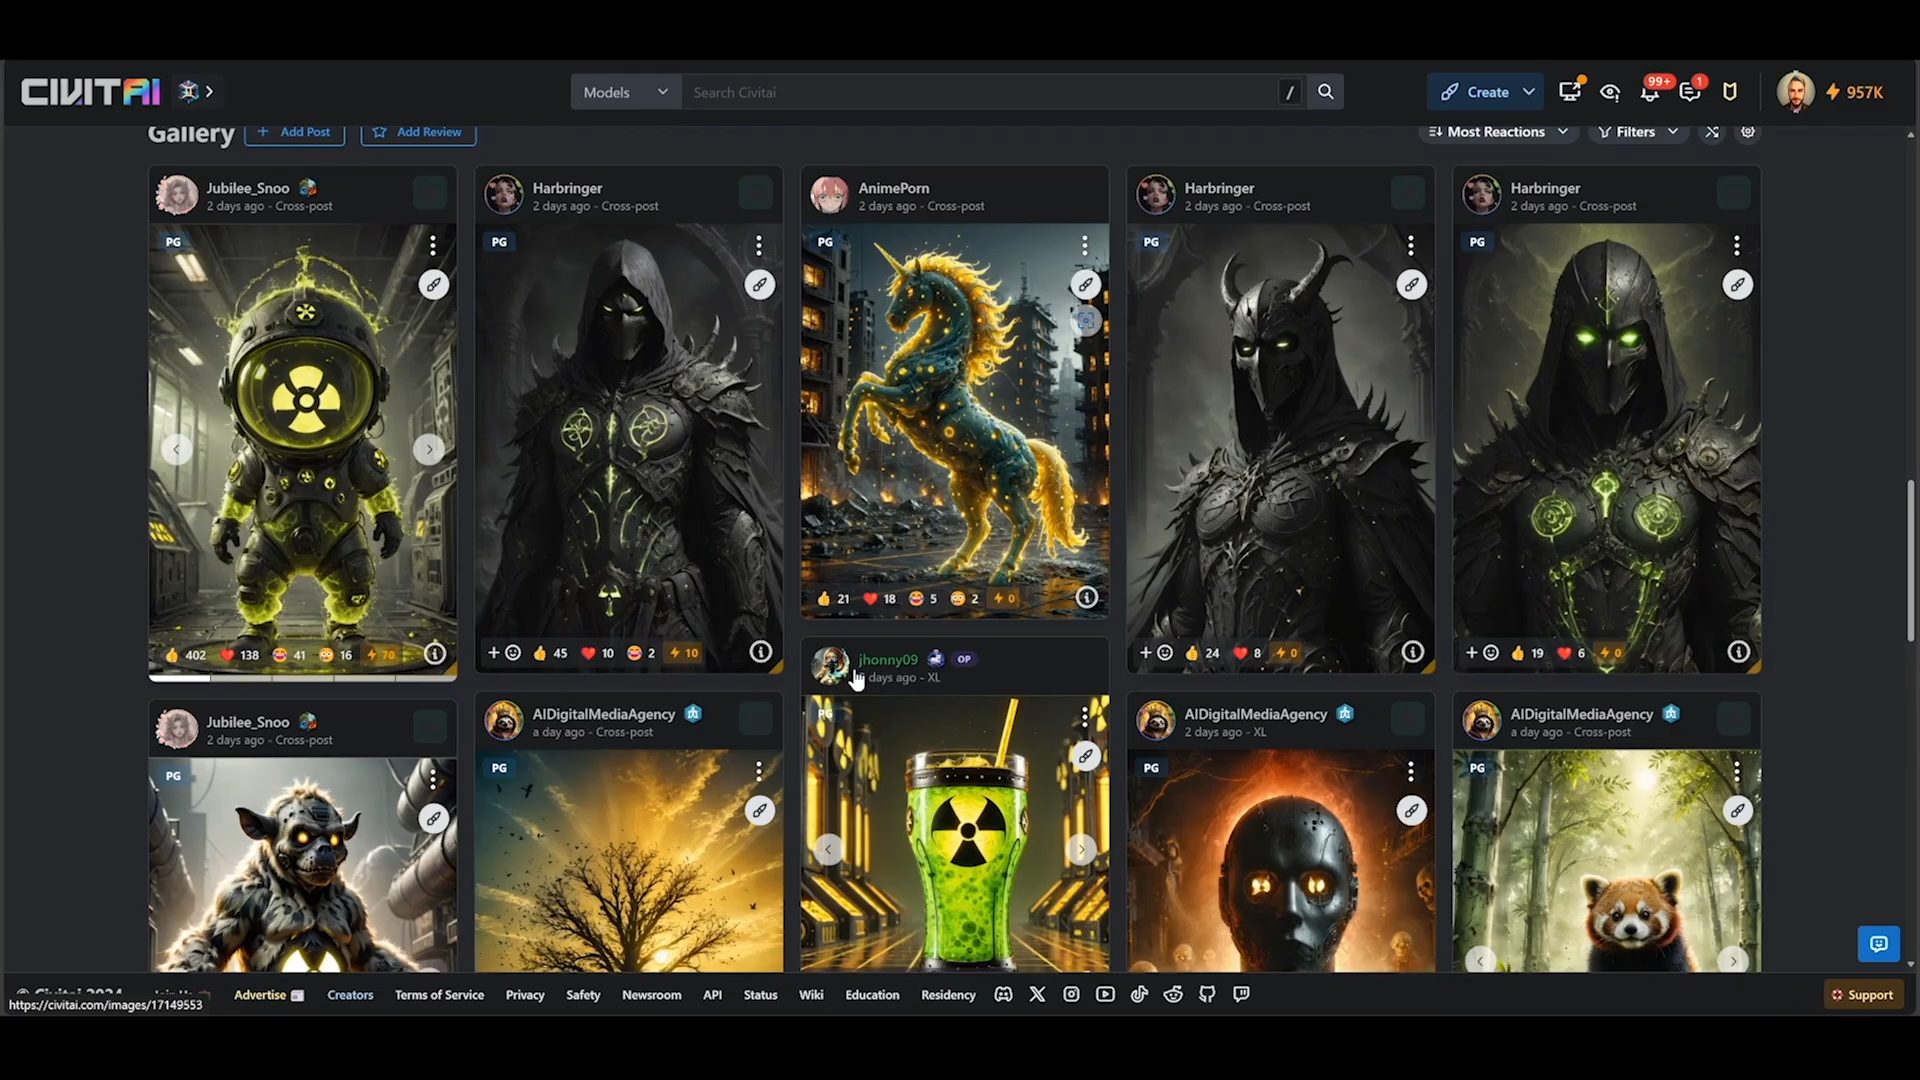 CIVITAI
Models
Search Civitai
/
Create
99+
1
957K
Gallery
+ Add Post
Add Review
Most Reactions
Filters
Jubilee_Snoo
2 days ago - Cross-post
PG
402 138 41 16 70
Harbringer
2 days ago - Cross-post
PG
45 10 2 10
AnimePorn
2 days ago - Cross-post
PG
21 18 5 2 0
Harbringer
2 days ago - Cross-post
PG
24 8 0
Harbringer
2 days ago - Cross-post
PG
19 6 0
Jubilee_Snoo
2 days ago - Cross-post
PG
AIDigitalMediaAgency
a day ago - Cross-post
PG
jhonny09 OP
days ago - XL
PG
AIDigitalMediaAgency
2 days ago - XL
PG
AIDigitalMediaAgency
a day ago - Cross-post
PG
© Civitai 2024
Advertise
Creators
Terms of Service
Privacy
Safety
Newsroom
API
Status
Wiki
Education
Residency
Support
https://civitai.com/images/17149553